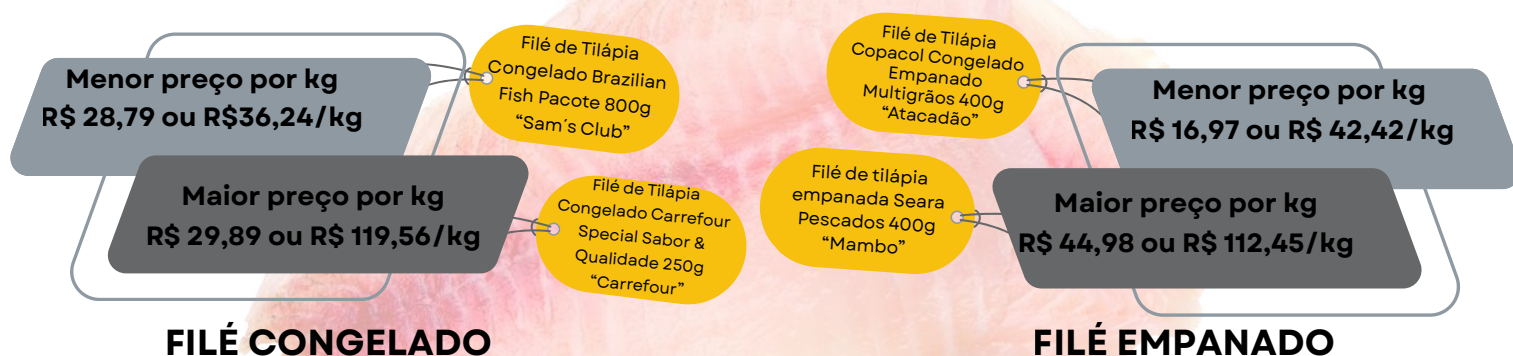 Menor preço por kg
R$ 28,79 ou R$36,24/kg
Filé de Tilápia
Congelado Brazilian
Fish Pacote 800g
“Sam´s Club”
Maior preço por kg
R$ 29,89 ou R$ 119,56/kg
Filé de Tilápia
Congelado Carrefour
Special Sabor &
Qualidade 250g
“Carrefour”
FILÉ CONGELADO
Filé de Tilápia
Copacol Congelado
Empanado
Multigrãos 400g
“Atacadão”
Menor preço por kg
R$ 16,97 ou R$ 42,42/kg
Filé de tilápia
empanada Seara
Pescados 400g
“Mambo”
Maior preço por kg
R$ 44,98 ou R$ 112,45/kg
FILÉ EMPANADO